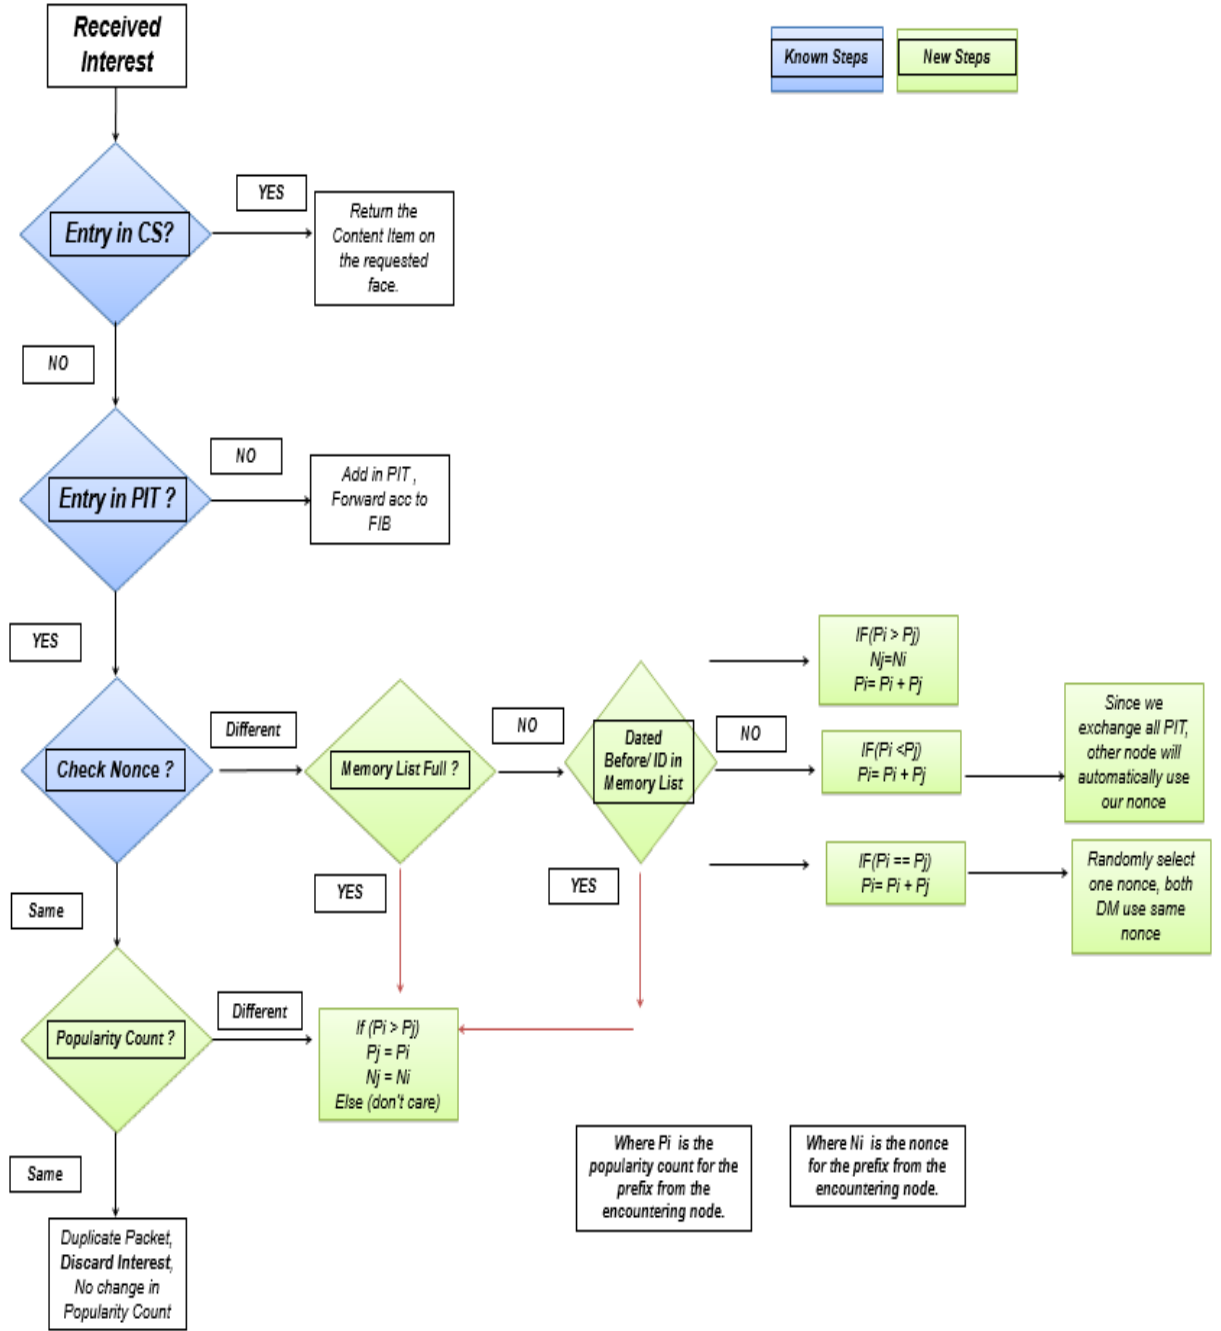 Received
Interest
Known Steps
New Steps
Entry in CS?
YES
Return the
Content Item on
the requested
face.
NO
Entry in PIT ?
NO
Add in PIT ,
Forward acc to
FIB
YES
Check Nonce ?
Different
Memory List Full ?
NO
Dated
Before/ ID in
Memory List
NO
IF(Pi > Pj)
Nj=Ni
Pi= Pi + Pj
IF(Pi <Pj)
Pi= Pi + Pj
Since we
exchange all PIT,
other node will
automatically use
our nonce
IF(Pi == Pj)
Pi= Pi + Pj
Randomly select
one nonce, both
DM use same
nonce
YES
YES
Same
Popularity Count ?
Different
If (Pi > Pj)
Pj = Pi
Nj = Ni
Else (don't care)
Same
Duplicate Packet,
Discard Interest,
No change in
Popularity Count
Where Pi is the
popularity count for the
prefix from the
encountering node.
Where Ni is the nonce
for the prefix from the
encountering node.